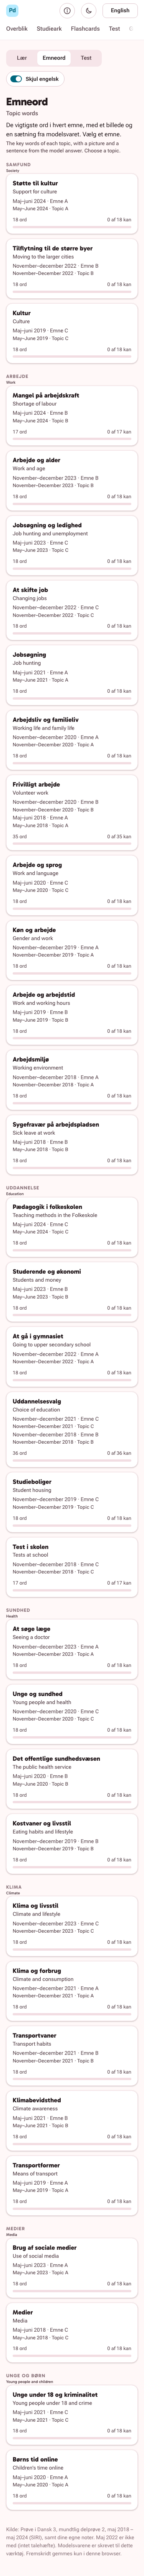 Pd
English
Overblik Studieark Flashcards Test
Lær Emneord Test
Skjul engelsk
Emneord
Topic words
De vigtigste ord i hvert emne, med et billede og en sætning fra modelsvaret. Vælg et emne.
The key words of each topic, with a picture and one sentence from the model answer. Choose a topic.
SAMFUND
Society
Støtte til kultur
Support for culture
Maj-juni 2024 · Emne A
May–June 2024 · Topic A
18 ord 0 af 18 kan
Tilflytning til de større byer
Moving to the larger cities
November-december 2022 · Emne B
November–December 2022 · Topic B
18 ord 0 af 18 kan
Kultur
Culture
Maj-juni 2019 · Emne C
May–June 2019 · Topic C
18 ord 0 af 18 kan
ARBEJDE
Work
Mangel på arbejdskraft
Shortage of labour
Maj-juni 2024 · Emne B
May–June 2024 · Topic B
17 ord 0 af 17 kan
Arbejde og alder
Work and age
November-december 2023 · Emne B
November–December 2023 · Topic B
18 ord 0 af 18 kan
Jobsøgning og ledighed
Job hunting and unemployment
Maj-juni 2023 · Emne C
May–June 2023 · Topic C
18 ord 0 af 18 kan
At skifte job
Changing jobs
November-december 2022 · Emne C
November–December 2022 · Topic C
18 ord 0 af 18 kan
Jobsøgning
Job hunting
Maj-juni 2021 · Emne A
May–June 2021 · Topic A
18 ord 0 af 18 kan
Arbejdsliv og familieliv
Working life and family life
November-december 2020 · Emne A
November–December 2020 · Topic A
18 ord 0 af 18 kan
Frivilligt arbejde
Volunteer work
November-december 2020 · Emne B
November–December 2020 · Topic B
Maj-juni 2018 · Emne A
May–June 2018 · Topic A
35 ord 0 af 35 kan
Arbejde og sprog
Work and language
Maj-juni 2020 · Emne C
May–June 2020 · Topic C
18 ord 0 af 18 kan
Køn og arbejde
Gender and work
November-december 2019 · Emne A
November–December 2019 · Topic A
18 ord 0 af 18 kan
Arbejde og arbejdstid
Work and working hours
Maj-juni 2019 · Emne B
May–June 2019 · Topic B
18 ord 0 af 18 kan
Arbejdsmiljø
Working environment
November-december 2018 · Emne A
November–December 2018 · Topic A
18 ord 0 af 18 kan
Sygefravær på arbejdspladsen
Sick leave at work
Maj-juni 2018 · Emne B
May–June 2018 · Topic B
18 ord 0 af 18 kan
UDDANNELSE
Education
Pædagogik i folkeskolen
Teaching methods in the Folkeskole
Maj-juni 2024 · Emne C
May–June 2024 · Topic C
18 ord 0 af 18 kan
Studerende og økonomi
Students and money
Maj-juni 2023 · Emne B
May–June 2023 · Topic B
18 ord 0 af 18 kan
At gå i gymnasiet
Going to upper secondary school
November-december 2022 · Emne A
November–December 2022 · Topic A
18 ord 0 af 18 kan
Uddannelsesvalg
Choice of education
November-december 2021 · Emne C
November–December 2021 · Topic C
November-december 2018 · Emne B
November–December 2018 · Topic B
36 ord 0 af 36 kan
Studieboliger
Student housing
November-december 2019 · Emne C
November–December 2019 · Topic C
18 ord 0 af 18 kan
Test i skolen
Tests at school
November-december 2018 · Emne C
November–December 2018 · Topic C
17 ord 0 af 17 kan
SUNDHED
Health
At søge læge
Seeing a doctor
November-december 2023 · Emne A
November–December 2023 · Topic A
18 ord 0 af 18 kan
Unge og sundhed
Young people and health
November-december 2020 · Emne C
November–December 2020 · Topic C
18 ord 0 af 18 kan
Det offentlige sundhedsvæsen
The public health service
Maj-juni 2020 · Emne B
May–June 2020 · Topic B
18 ord 0 af 18 kan
Kostvaner og livsstil
Eating habits and lifestyle
November-december 2019 · Emne B
November–December 2019 · Topic B
18 ord 0 af 18 kan
KLIMA
Climate
Klima og livsstil
Climate and lifestyle
November-december 2023 · Emne C
November–December 2023 · Topic C
18 ord 0 af 18 kan
Klima og forbrug
Climate and consumption
November-december 2021 · Emne A
November–December 2021 · Topic A
18 ord 0 af 18 kan
Transportvaner
Transport habits
November-december 2021 · Emne B
November–December 2021 · Topic B
18 ord 0 af 18 kan
Klimabevidsthed
Climate awareness
Maj-juni 2021 · Emne B
May–June 2021 · Topic B
18 ord 0 af 18 kan
Transportformer
Means of transport
Maj-juni 2019 · Emne A
May–June 2019 · Topic A
18 ord 0 af 18 kan
MEDIER
Media
Brug af sociale medier
Use of social media
Maj-juni 2023 · Emne A
May–June 2023 · Topic A
18 ord 0 af 18 kan
Medier
Media
Maj-juni 2018 · Emne C
May–June 2018 · Topic C
18 ord 0 af 18 kan
UNGE OG BØRN
Young people and children
Unge under 18 og kriminalitet
Young people under 18 and crime
Maj-juni 2021 · Emne C
May–June 2021 · Topic C
18 ord 0 af 18 kan
Børns tid online
Children's time online
Maj-juni 2020 · Emne A
May–June 2020 · Topic A
18 ord 0 af 18 kan
Kilde: Prøve i Dansk 3, mundtlig delprøve 2, maj 2018 –
maj 2024 (SIRI), samt dine egne noter. Maj 2022 er ikke
med (intet talehæfte). Modelsvarene er skrevet til dette
værktøj. Fremskridt gemmes kun i denne browser.